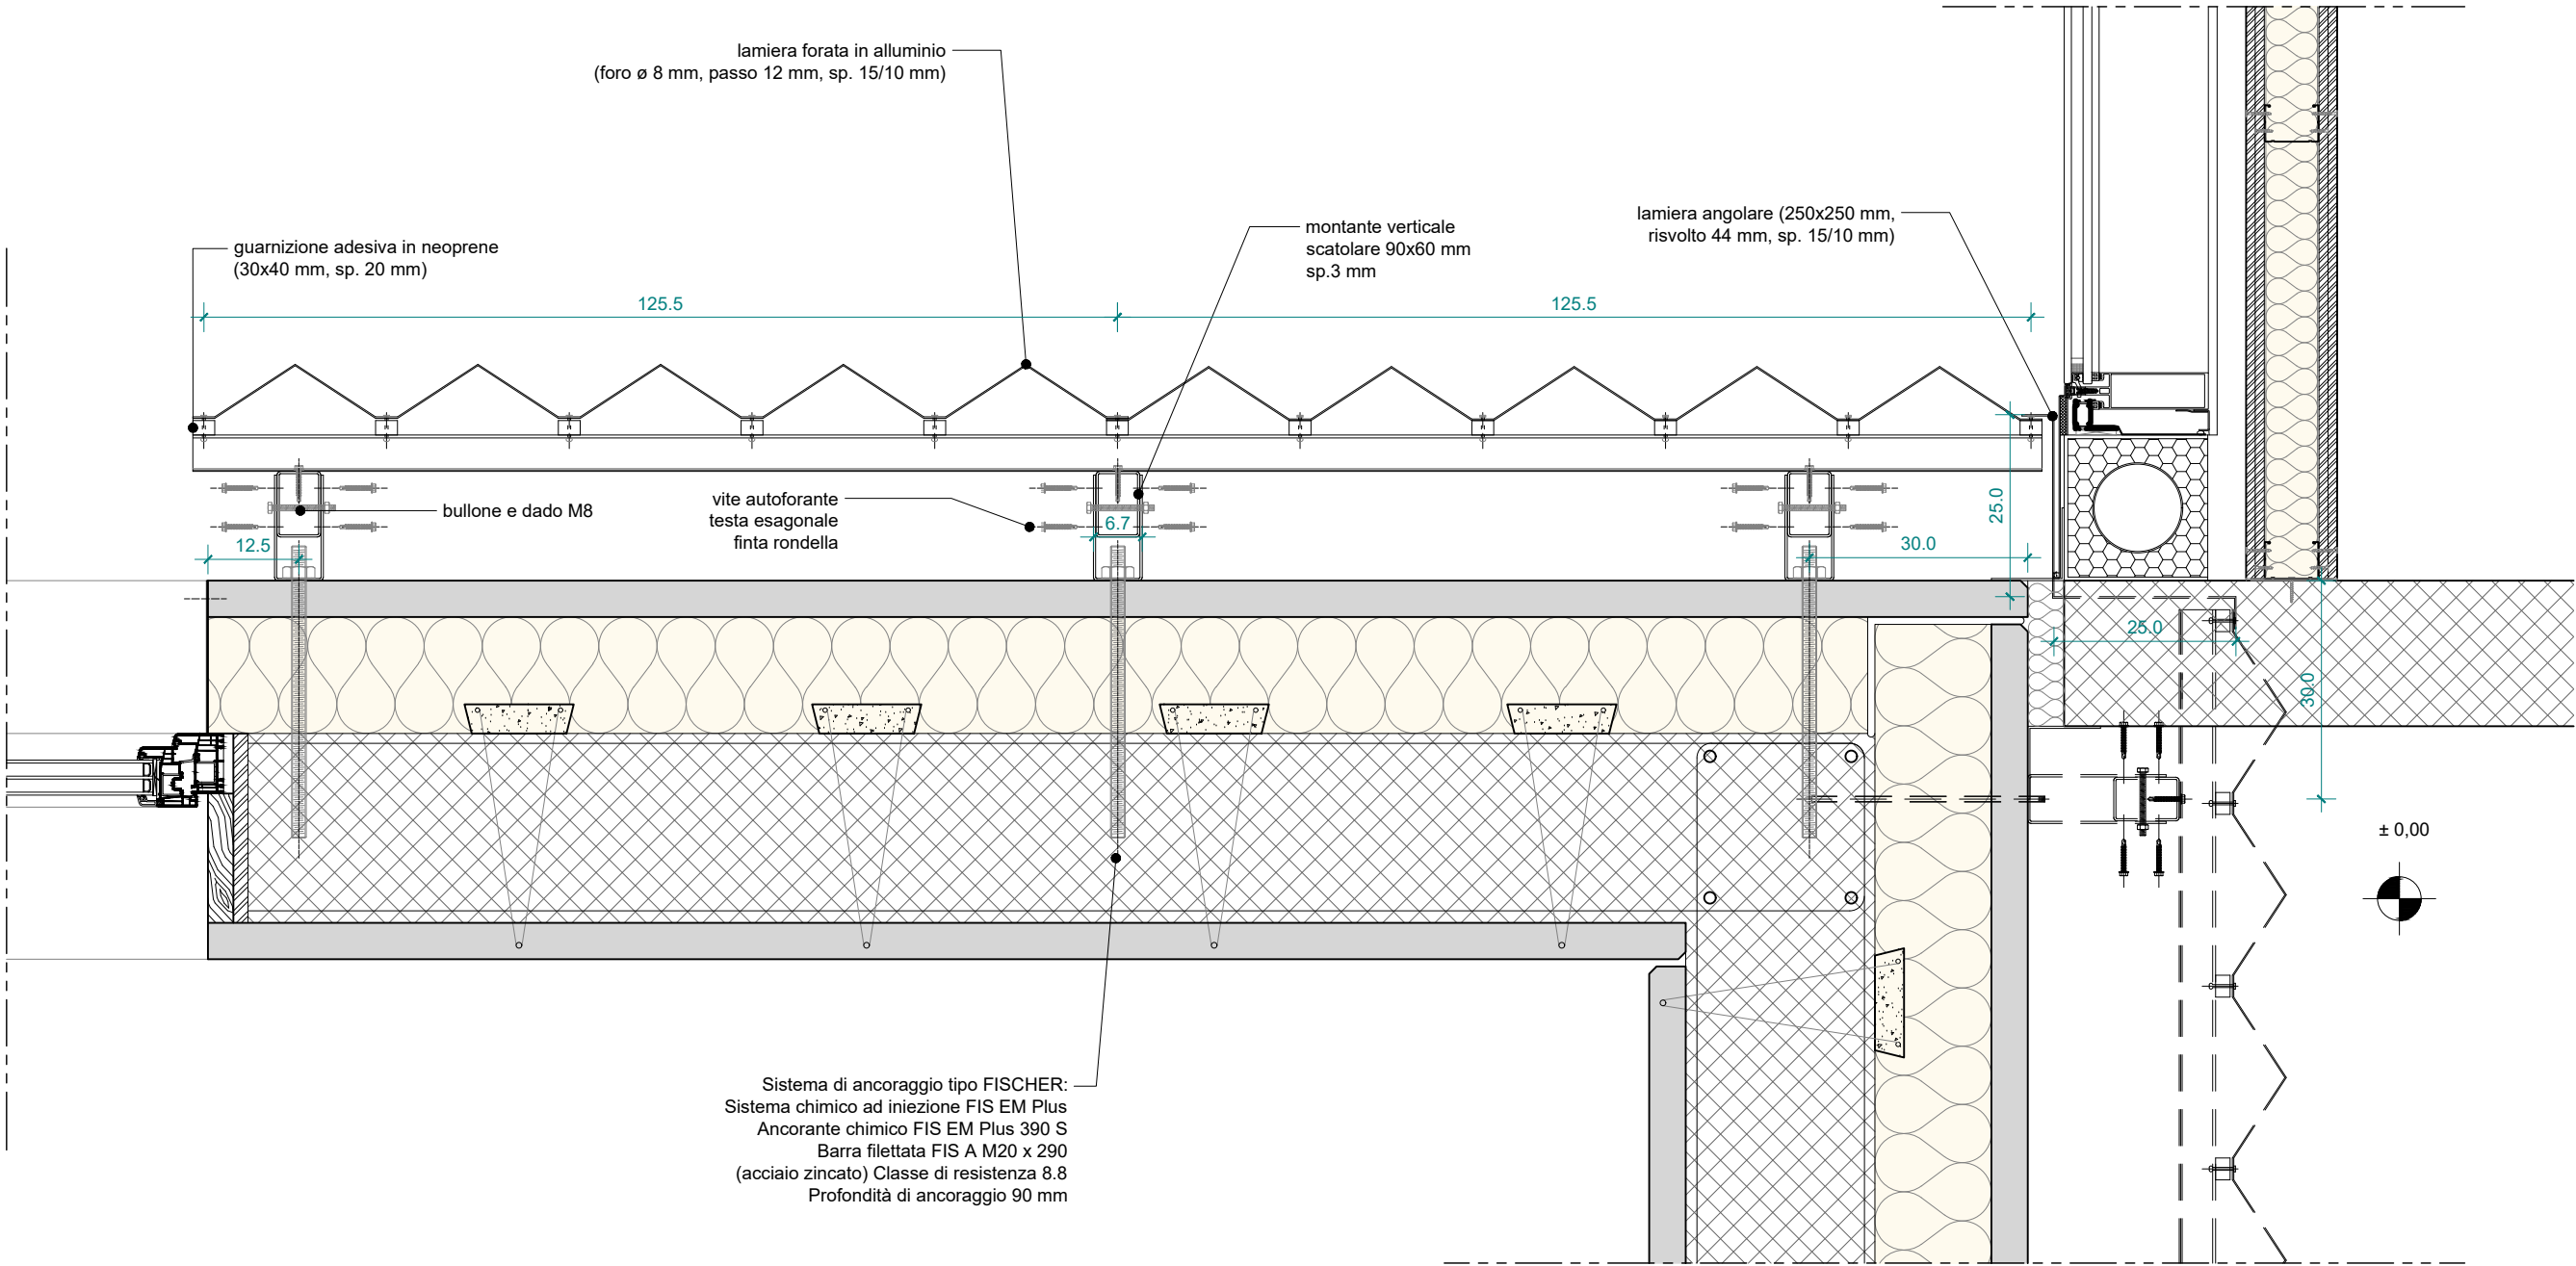 lamiera forata in alluminio
(foro ø 8 mm, passo 12 mm, sp. 15/10 mm)
guarnizione adesiva in neoprene
(30x40 mm, sp. 20 mm)
montante verticale
scatolare 90x60 mm
sp.3 mm
lamiera angolare (250x250 mm,
risvolto 44 mm, sp. 15/10 mm)
125.5
125.5
bullone e dado M8
vite autoforante
testa esagonale
finta rondella
6.7
12.5
30.0
25.0
25.0
30.0
± 0,00
Sistema di ancoraggio tipo FISCHER:
Sistema chimico ad iniezione FIS EM Plus
Ancorante chimico FIS EM Plus 390 S
Barra filettata FIS A M20 x 290
(acciaio zincato) Classe di resistenza 8.8
Profondità di ancoraggio 90 mm